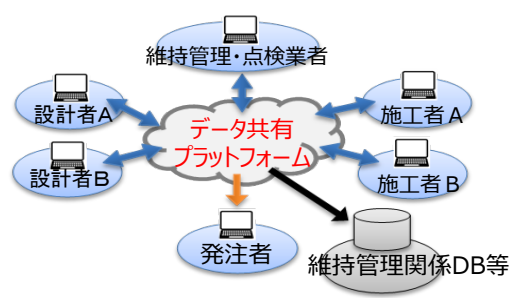 維持管理・点検業者
設計者A
施工者A
データ共有
プラットフォーム
設計者B
施工者B
発注者
維持管理関係DB等